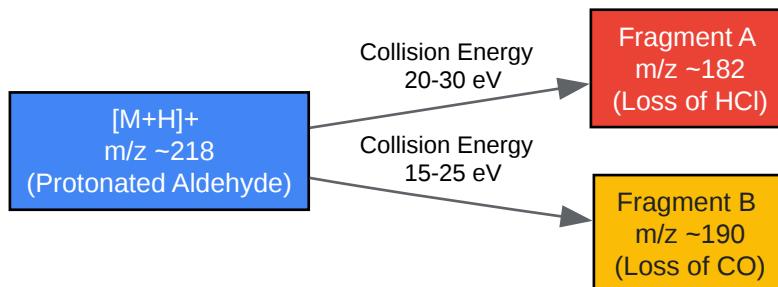 [M+H]+
m/z ~218
(Protonated Aldehyde)
Collision Energy
20-30 eV
Collision Energy
15-25 eV
Fragment A
m/z ~182
(Loss of HCl)
Fragment B
m/z ~190
(Loss of CO)